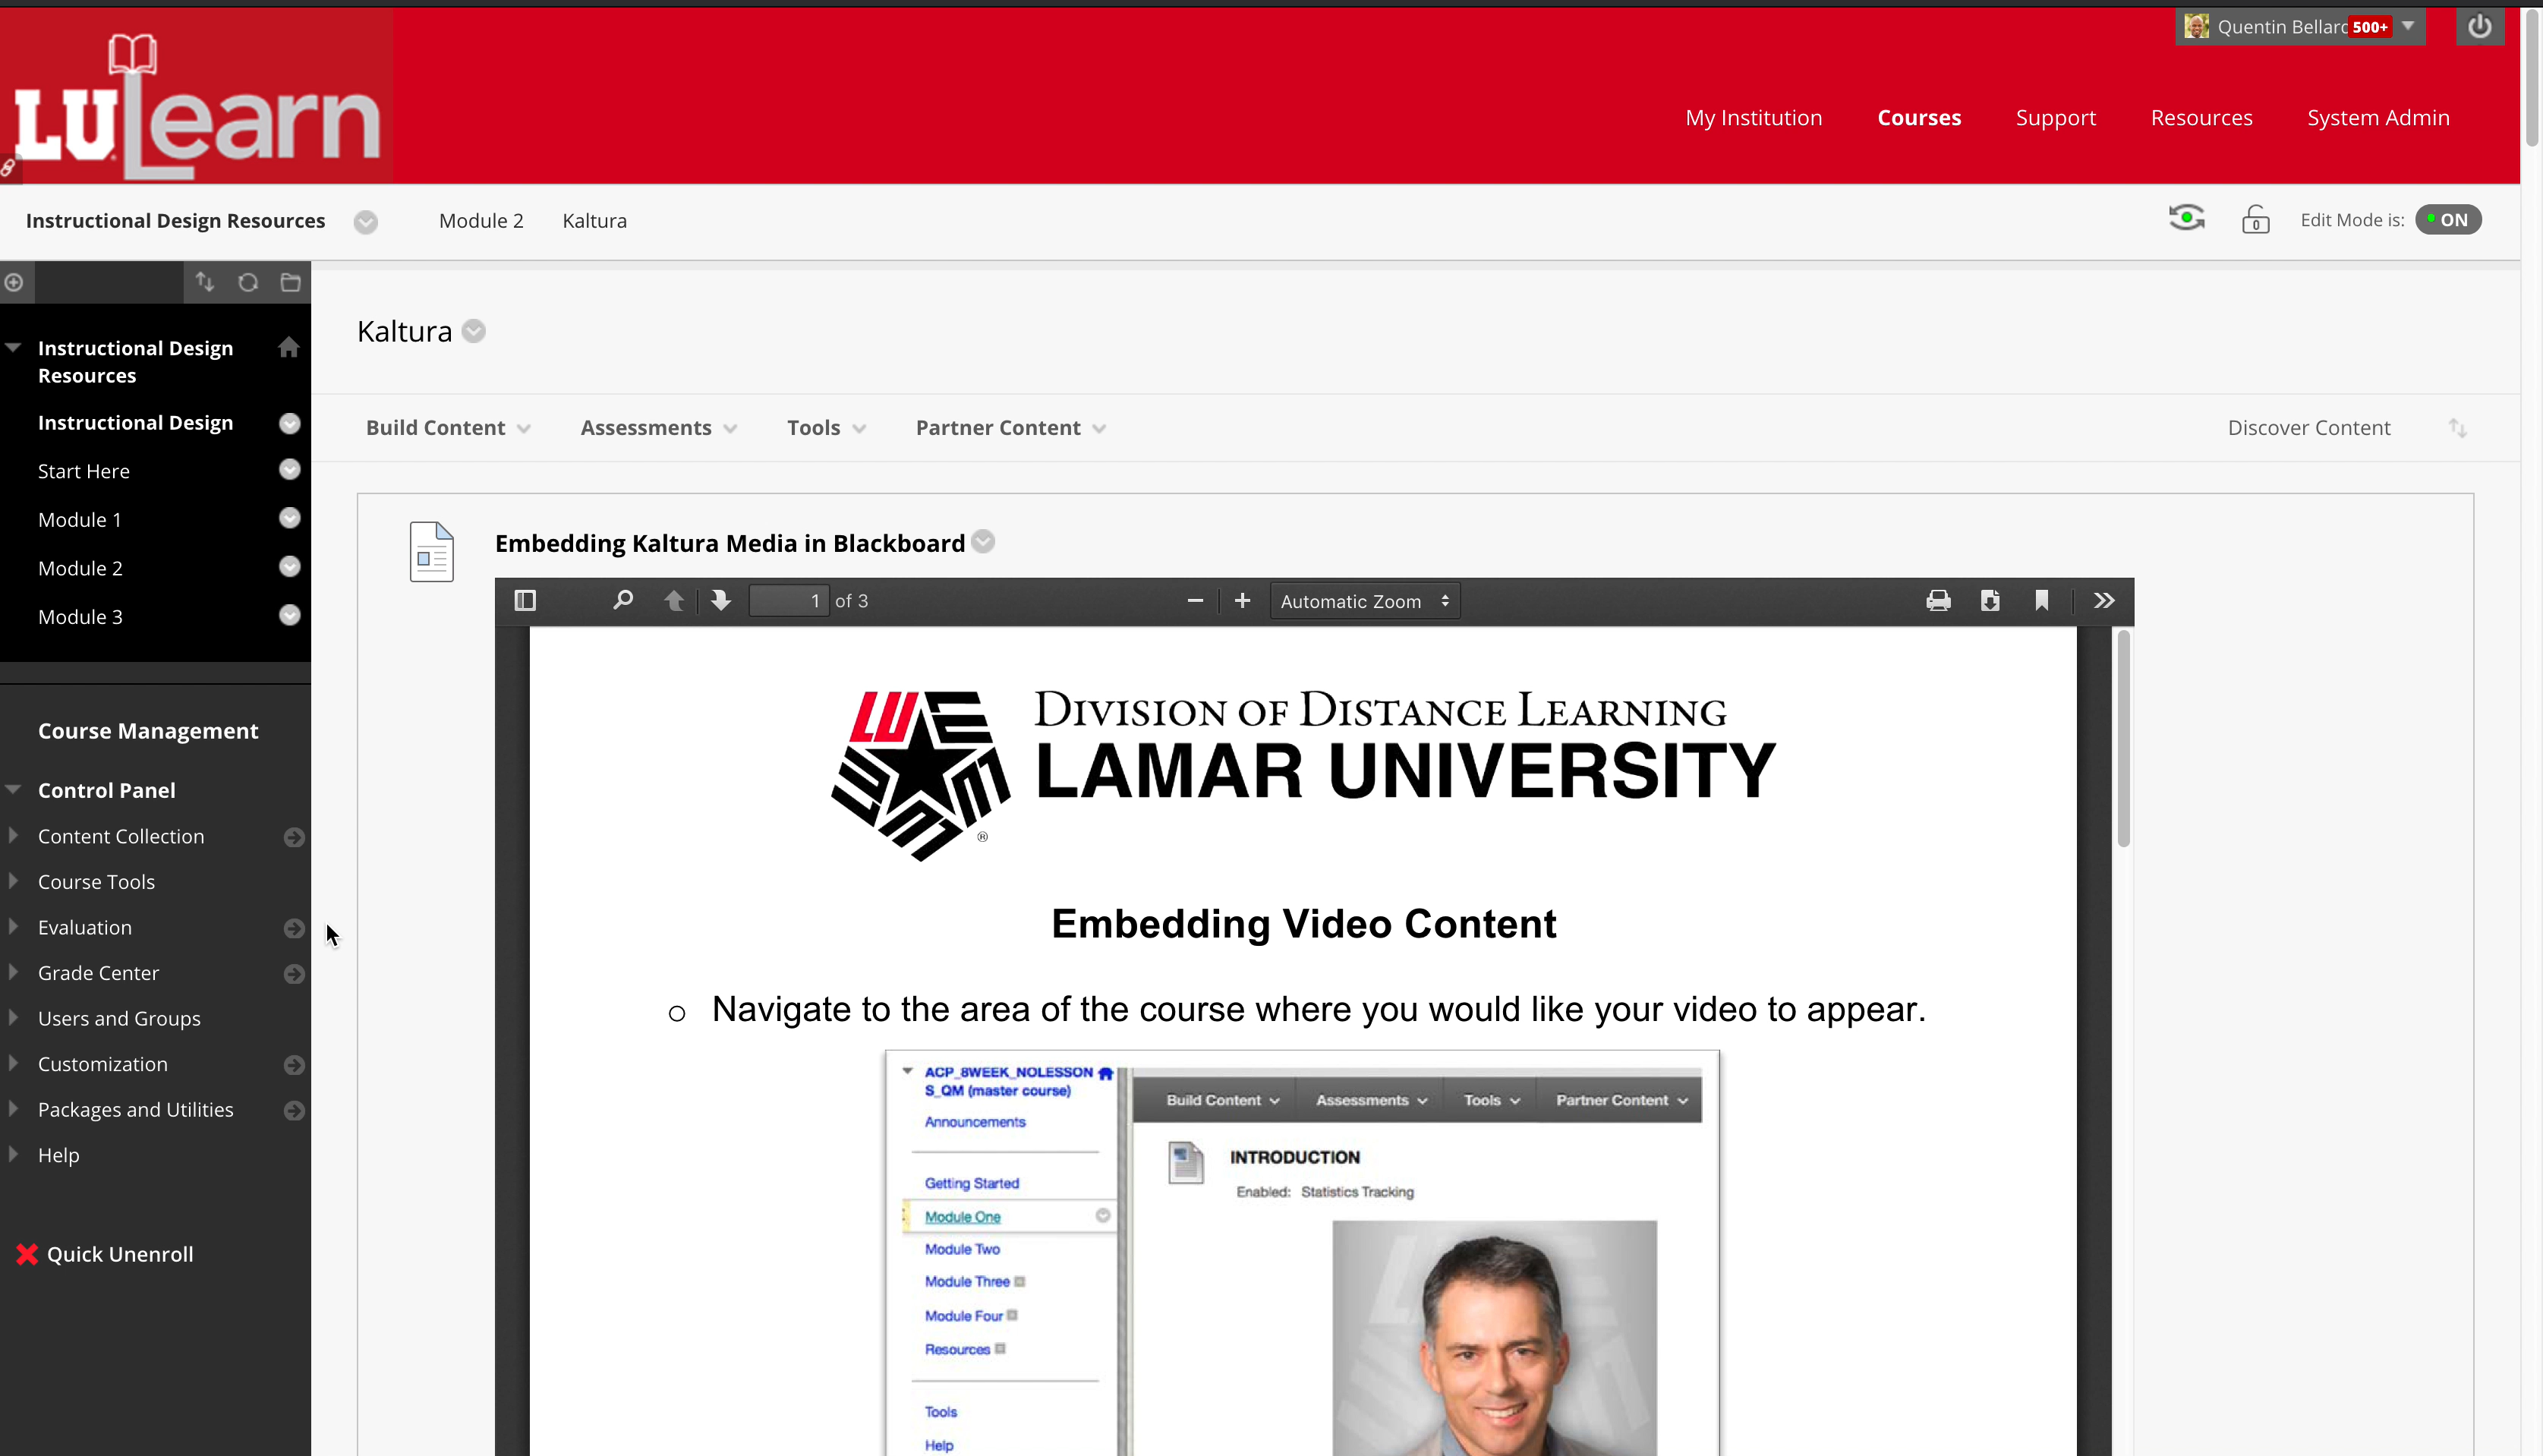 LU Learn
Quentin Bellard 500+
My Institution Courses Support Resources System Admin
Instructional Design Resources Module 2 Kaltura
0 Edit Mode is: ON
Instructional Design
Resources
Instructional Design
Start Here
Module 1
Module 2
Module 3
Course Management
Control Panel
Content Collection
Course Tools
Evaluation
Grade Center
Users and Groups
Customization
Packages and Utilities
Help
Quick Unenroll
Kaltura
Build Content Assessments Tools Partner Content Discover Content
Embedding Kaltura Media in Blackboard
1 of 3 Automatic Zoom
DIVISION OF DISTANCE LEARNING
LAMAR UNIVERSITY
®
Embedding Video Content
Navigate to the area of the course where you would like your video to appear.
ACP_8WEEK_NOLESSON
S_QM (master course)
Announcements
Getting Started
Module One
Module Two
Module Three
Module Four
Resources
Tools
Help
Build Content Assessments Tools Partner Content
INTRODUCTION
Enabled: Statistics Tracking